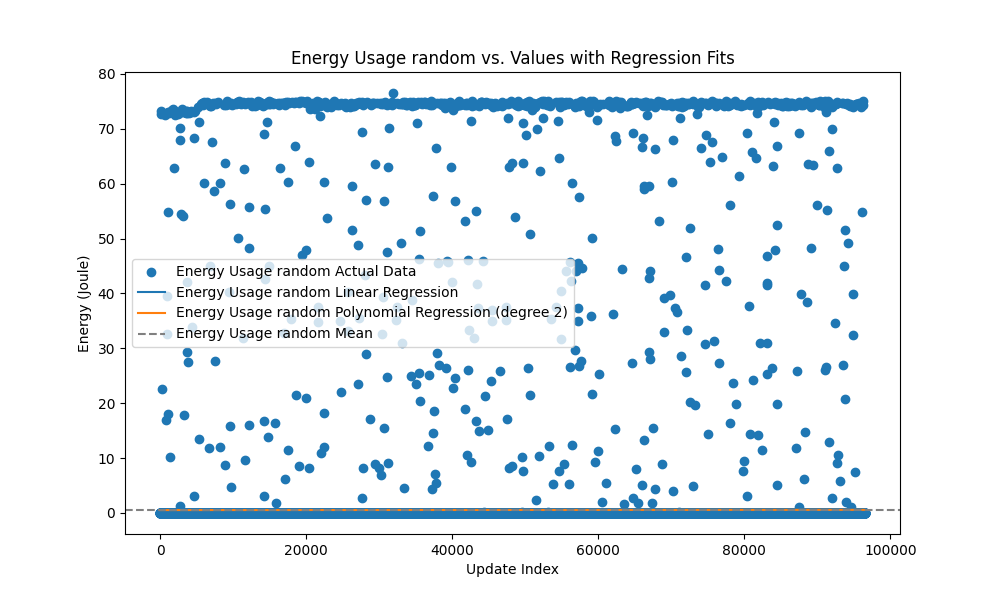 Energy Usage random vs. Values with Regression Fits
80
70
60
50
40
30
20
10
0
Energy (Joule)
Energy Usage random Actual Data
Energy Usage random Linear Regression
Energy Usage random Polynomial Regression (degree 2)
Energy Usage random Mean
0 20000 40000 60000 80000 100000
Update Index